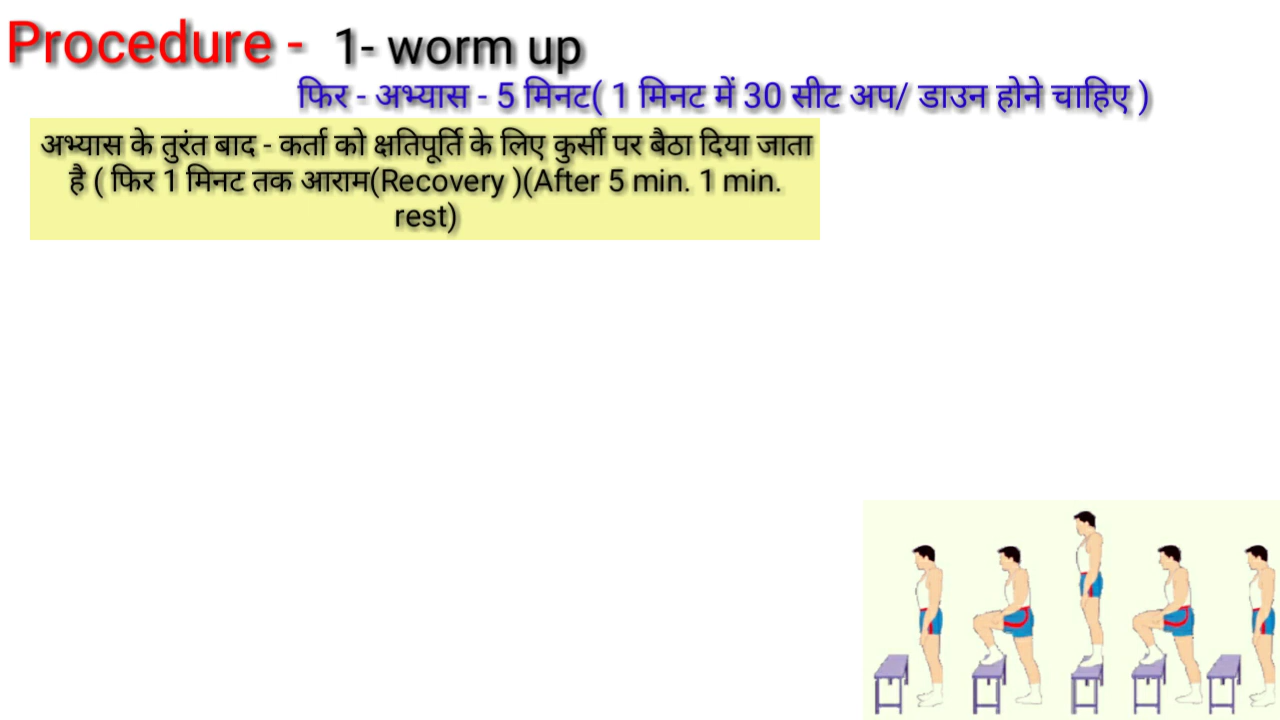 Procedure - 1- worm up
फिर - अभ्यास - 5 मिनट( 1 मिनट में 30 सीट अप/ डाउन होने चाहिए )
अभ्यास के तुरंत बाद - कर्ता को क्षतिपूर्ति के लिए कुर्सी पर बैठा दिया जाता
है ( फिर 1 मिनट तक आराम(Recovery )(After 5 min. 1 min.
rest)